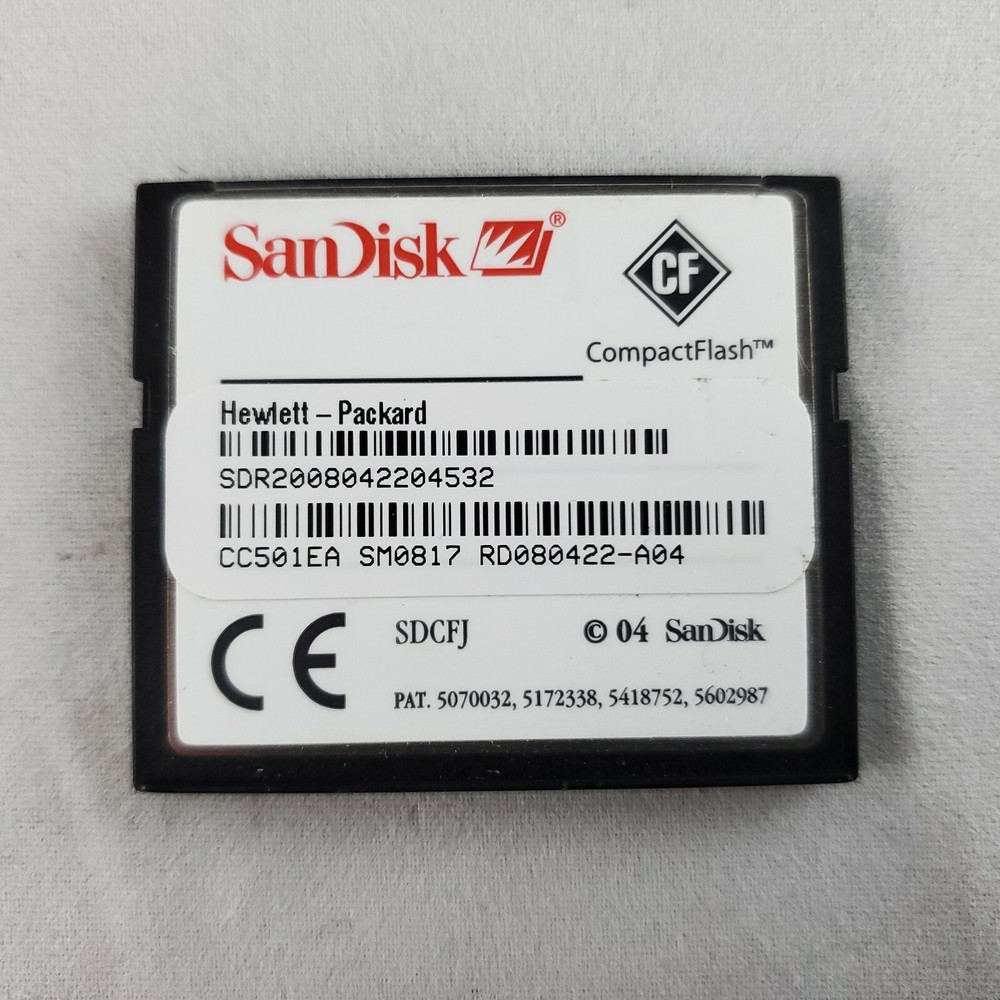 SanDisk ®
CF
CompactFlash™
Hewlett – Packard
SDR2008042204532
CC501EA SM0817 RD080422-A04
CE SDCFJ © 04 SanDisk
PAT. 5070032, 5172338, 5418752, 5602987